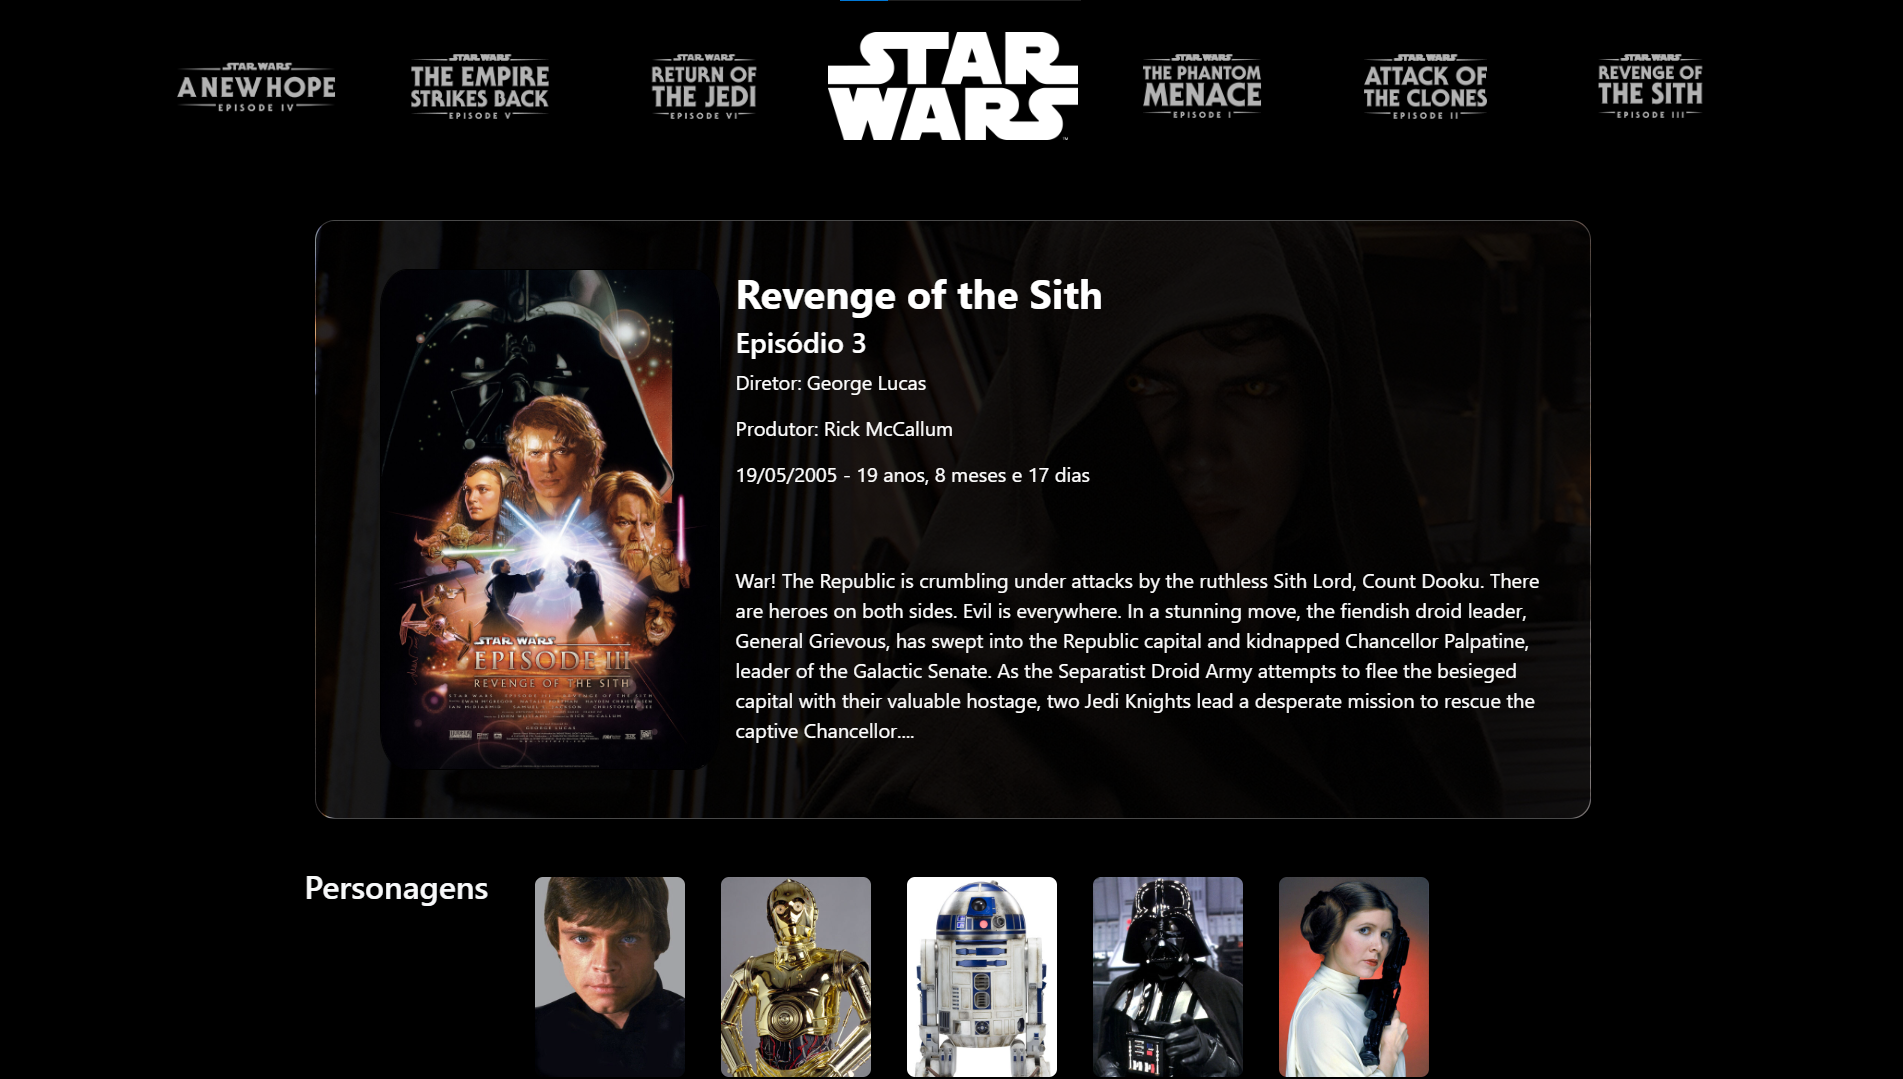 STAR WARS
A NEW HOPE
EPISODE IV
STAR WARS
THE EMPIRE
STRIKES BACK
EPISODE V
STAR WARS
RETURN OF
THE JEDI
EPISODE VI
STAR
WARS
TM
STAR WARS
THE PHANTOM
MENACE
EPISODE I
STAR WARS
ATTACK OF
THE CLONES
EPISODE II
STAR WARS
REVENGE OF
THE SITH
EPISODE III
STAR WARS
EPISODE III
REVENGE OF THE SITH
Revenge of the Sith
Episódio 3
Diretor: George Lucas
Produtor: Rick McCallum
19/05/2005 - 19 anos, 8 meses e 17 dias
War! The Republic is crumbling under attacks by the ruthless Sith Lord, Count Dooku. There
are heroes on both sides. Evil is everywhere. In a stunning move, the fiendish droid leader,
General Grievous, has swept into the Republic capital and kidnapped Chancellor Palpatine,
leader of the Galactic Senate. As the Separatist Droid Army attempts to flee the besieged
capital with their valuable hostage, two Jedi Knights lead a desperate mission to rescue the
captive Chancellor....
Personagens